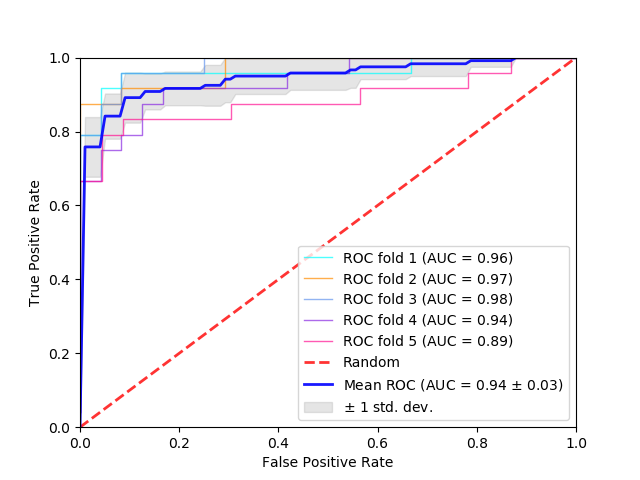 1.0
0.8
0.6
0.4
0.2
0.0
True Positive Rate
ROC fold 1 (AUC = 0.96)
ROC fold 2 (AUC = 0.97)
ROC fold 3 (AUC = 0.98)
ROC fold 4 (AUC = 0.94)
ROC fold 5 (AUC = 0.89)
Random
Mean ROC (AUC = 0.94 ± 0.03)
± 1 std. dev.
0.0 0.2 0.4 0.6 0.8 1.0
False Positive Rate